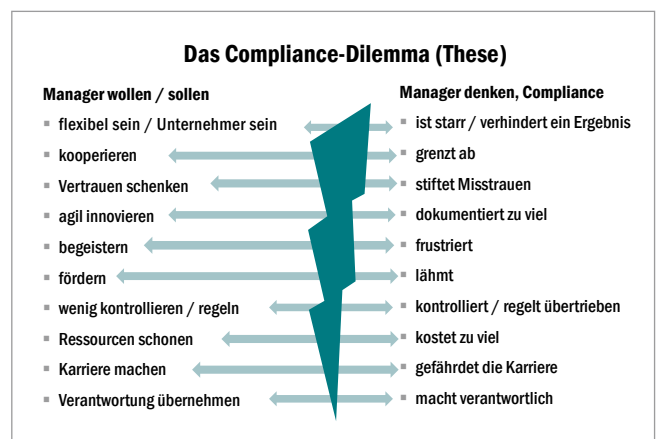 Das Compliance-Dilemma (These)
Manager wollen / sollen
▪ flexibel sein / Unternehmer sein
▪ kooperieren
▪ Vertrauen schenken
▪ agil innovieren
▪ begeistern
▪ fördern
▪ wenig kontrollieren / regeln
▪ Ressourcen schonen
▪ Karriere machen
▪ Verantwortung übernehmen
Manager denken, Compliance
▪ ist starr / verhindert ein Ergebnis
▪ grenzt ab
▪ stiftet Misstrauen
▪ dokumentiert zu viel
▪ frustriert
▪ lähmt
▪ kontrolliert / regelt übertrieben
▪ kostet zu viel
▪ gefährdet die Karriere
▪ macht verantwortlich